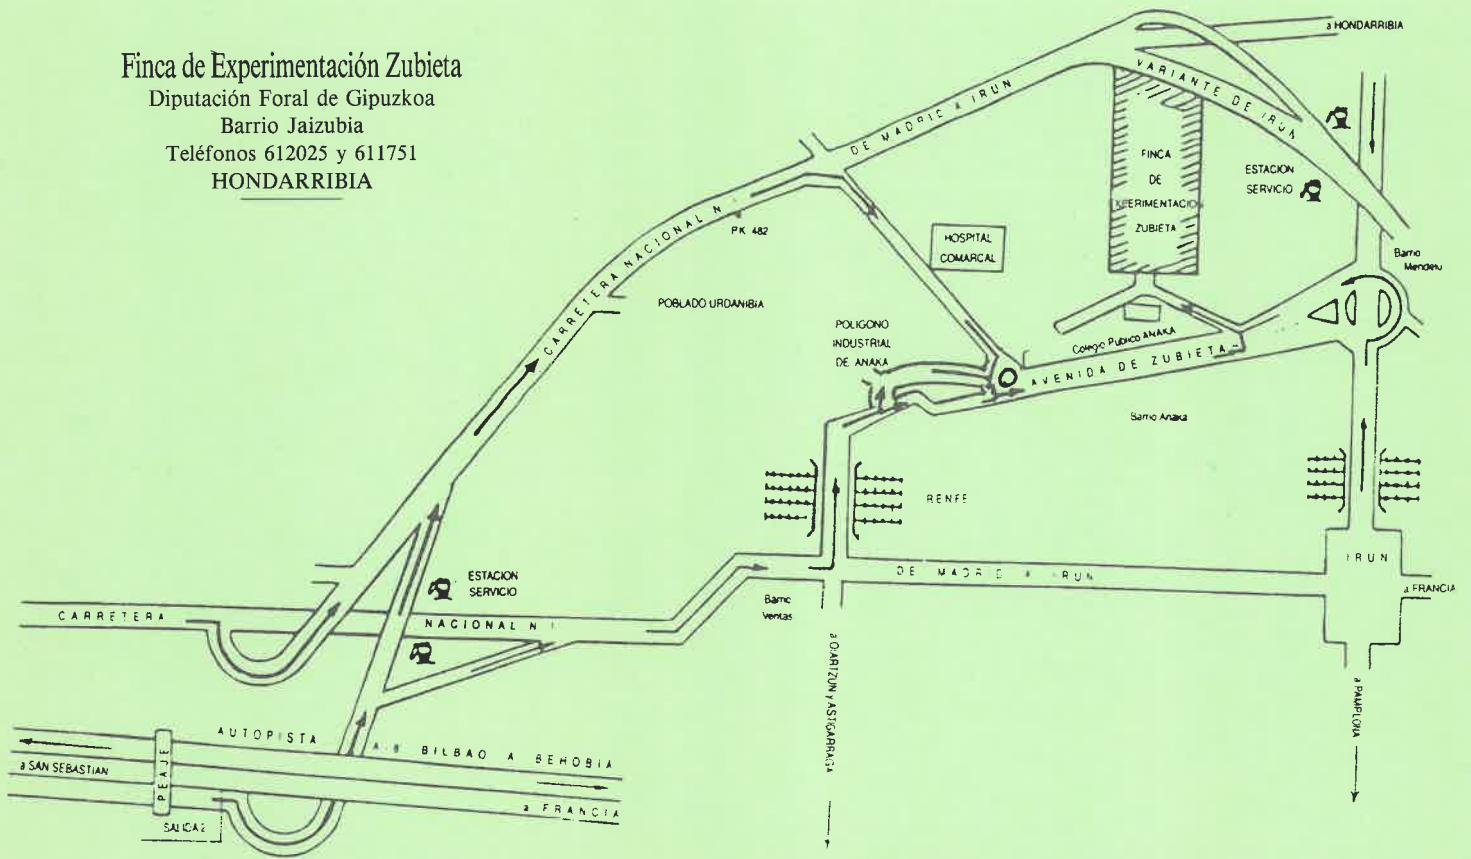 Finca de Experimentación Zubieta
Diputación Foral de Gipuzkoa
Barrio Jaizubia
Teléfonos 612025 y 611751
HONDARRIBIA
a HONDARRIBIA
VARIANTE DE IRUN
DE MADRID A IRUN
FINCA
DE
EXPERIMENTACION
ZUBIETA
ESTACION
SERVICIO
CARRETERA NACIONAL N I
PK 482
HOSPITAL
COMARCAL
Barrio
Mendelu
POBLADO URDANIBIA
POLIGONO
INDUSTRIAL
DE ANAKA
Colegio Publico ANAKA
AVENIDA DE ZUBIETA
Barrio Anaka
RENFE
IRUN
a FRANCIA
DE MADRID A IRUN
ESTACION
SERVICIO
Barrio
Ventas
CARRETERA
NACIONAL N I
a OIARTZUN y ASTIGARRAGA
a PAMPLONA
AUTOPISTA
A-8 BILBAO A BEHOBIA
PEAJE
a SAN SEBASTIAN
a FRANCIA
SALIDA 2